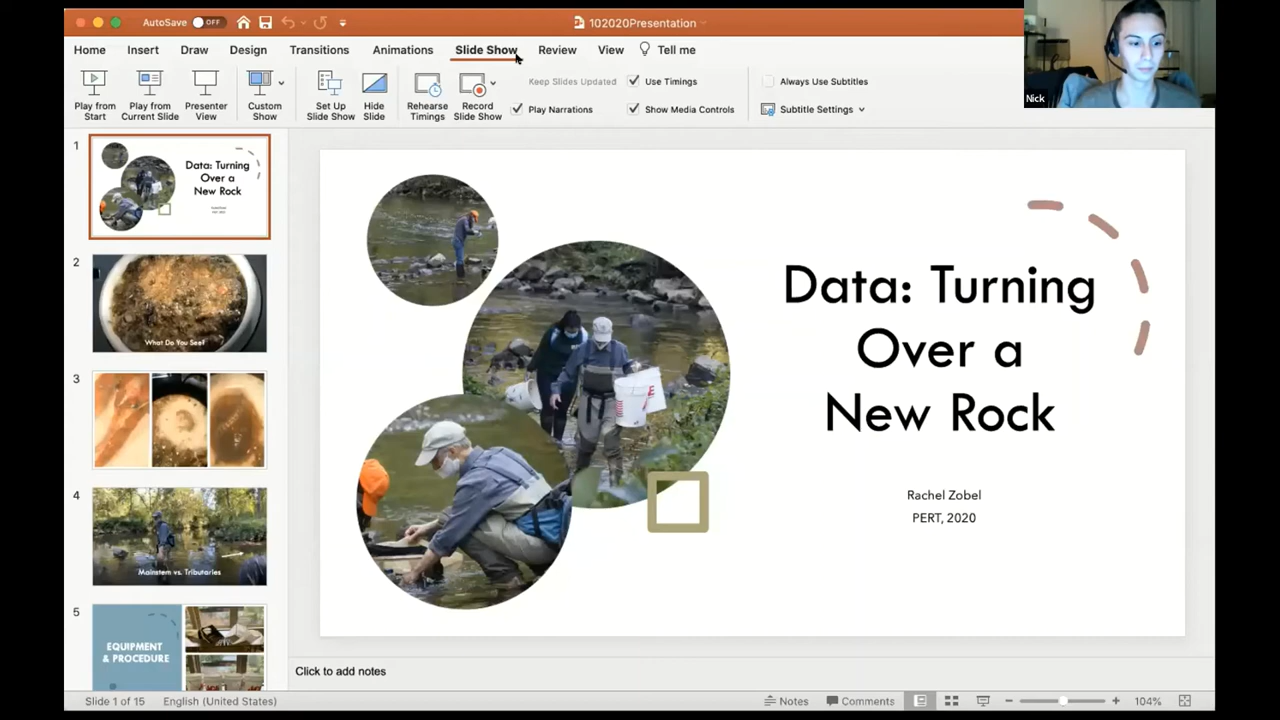 AutoSave OFF
102020Presentation
Home Insert Draw Design Transitions Animations Slide Show Review View Tell me
Play from Start
Play from Current Slide
Presenter View
Custom Show
Set Up Slide Show
Hide Slide
Rehearse Timings
Record Slide Show
Keep Slides Updated
Use Timings
Play Narrations
Show Media Controls
Always Use Subtitles
Subtitle Settings
Nick
1
Data: Turning
Over a
New Rock
2
What Do You See?
3
4
Mainstem vs. Tributaries
5
EQUIPMENT
& PROCEDURE
Data: Turning
Over a
New Rock
Rachel Zobel
PERT, 2020
Click to add notes
Slide 1 of 15 English (United States) Notes Comments 104%